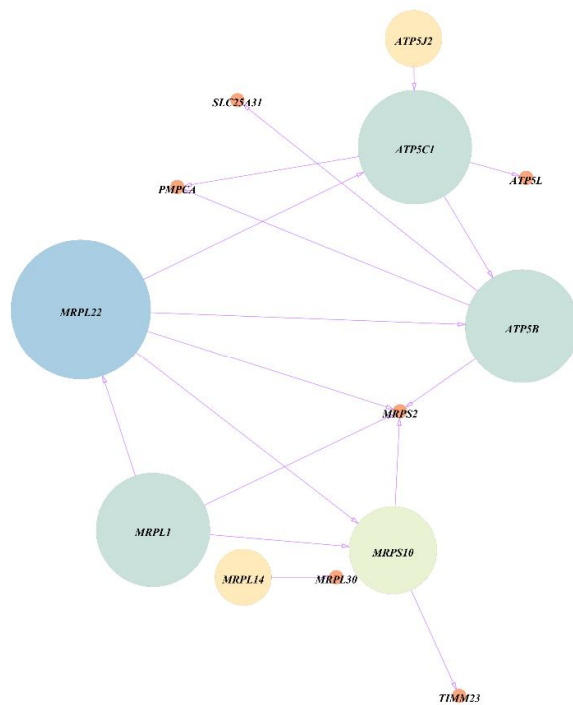 ATP5J2
SLC25A31
ATP5C1
ATP5L
PMPCA
MRPL22
ATP5B
MRPS2
MRPL1
MRPS10
MRPL14
MRPL30
TIMM23